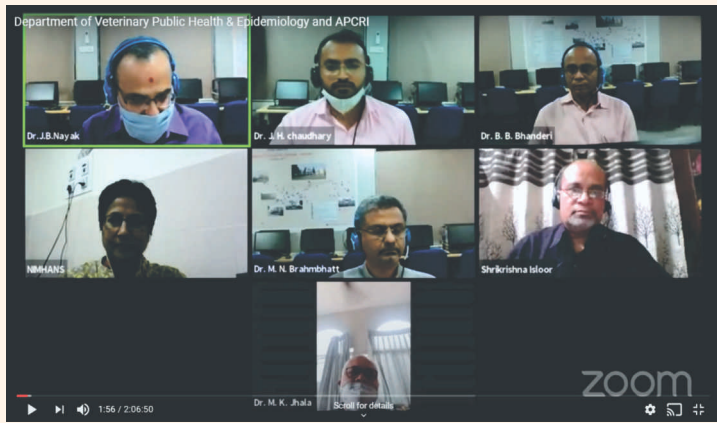 Department of Veterinary Public Health & Epidemiology and APCRI
Dr.J.B.Nayak
Dr. J. H. chaudhary
Dr. B. B. Bhanderi
NIMHANS
Dr. M. N. Brahmbhatt
Shrikrishna Isloor
Dr. M. K. Jhala
zoom
1:56 / 2:06:50
Scroll for details